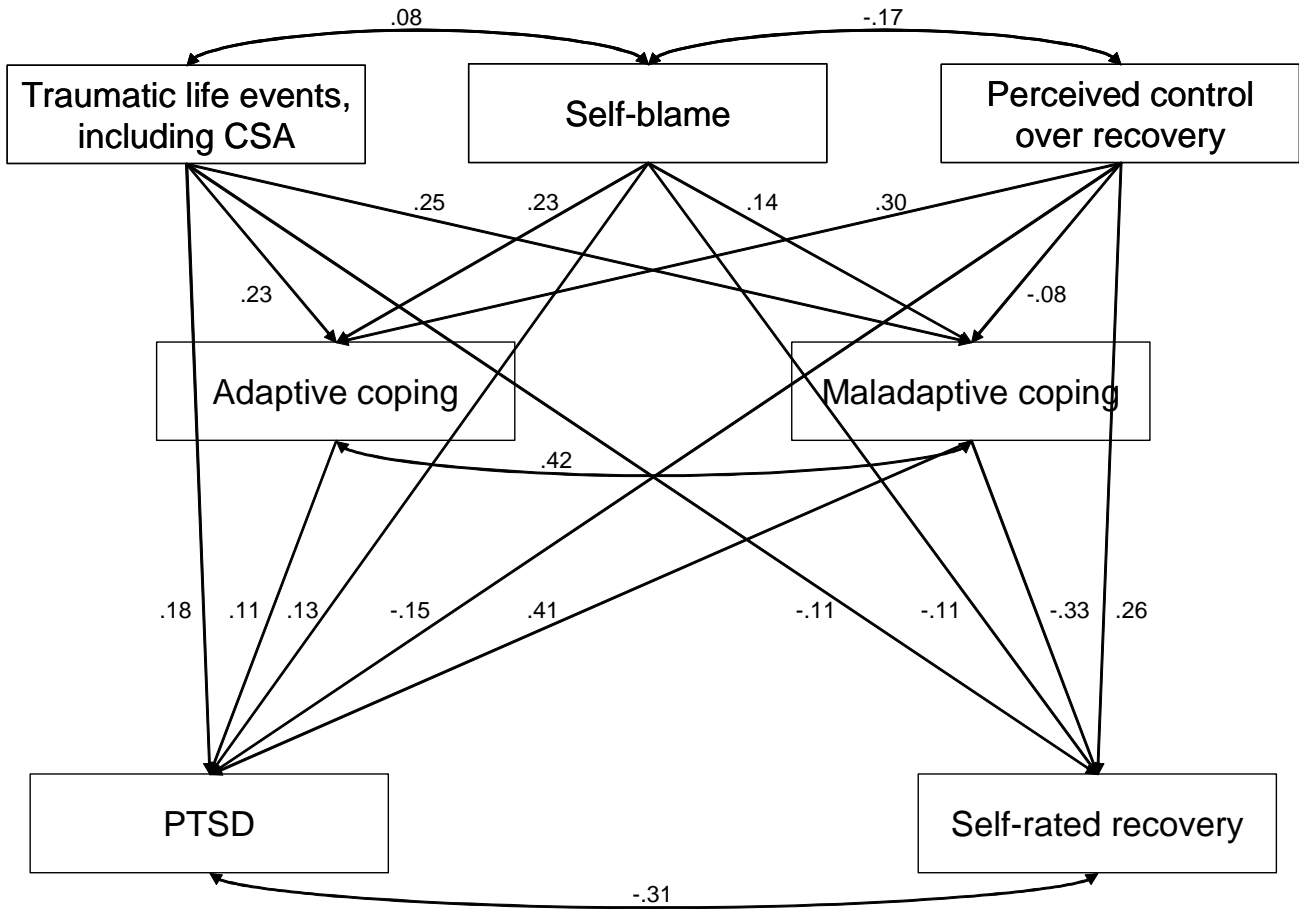 .08
-.17
Traumatic life events,
including CSA
Self-blame
Perceived control
over recovery
.25
.23
.14
.30
.23
-.08
Adaptive coping
Maladaptive coping
.42
.18
.11
.13
-.15
.41
-.11
-.11
-.33
.26
PTSD
Self-rated recovery
-.31